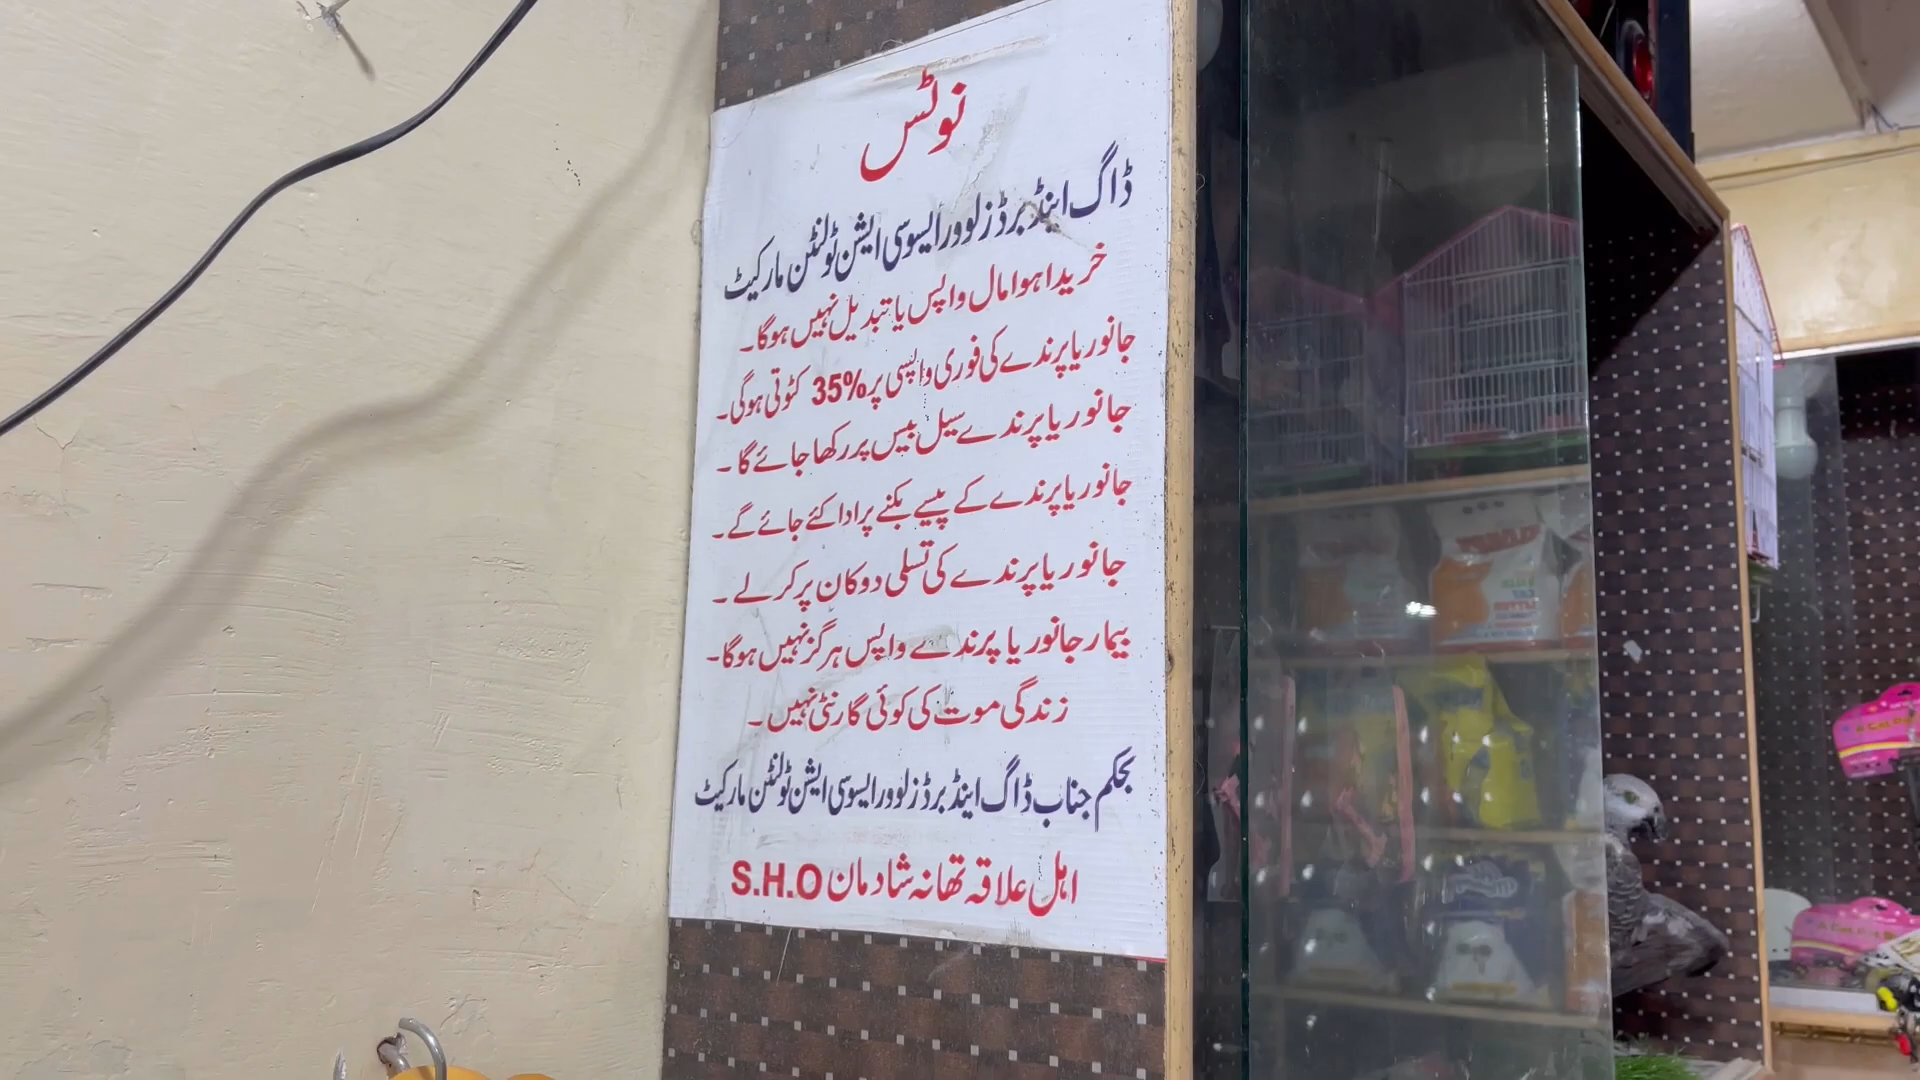 نوٹس
ڈاگ اینڈ برڈز لوور ایسوسی ایشن ٹولنٹن مارکیٹ
خریدا ہوا مال واپس یا تبدیل نہیں ہوگا۔
جانور یا پرندے کی فوری واپسی پر 35% کٹوتی ہوگی۔
جانور یا پرندے سیل بیس پر رکھا جائے گا۔
جانور یا پرندے کے پیسے بکنے پر ادا کئے جائے گے۔
جانور یا پرندے کی تسلی دوکان پر کر لے۔
بیمار جانور یا پرندے واپس ہرگز نہیں ہوگا۔
زندگی موت کی کوئی گارنٹی نہیں۔
بحکم جناب ڈاگ اینڈ برڈز لوور ایسوسی ایشن ٹولنٹن مارکیٹ
اہل علاقہ تھانہ شادمان S.H.O